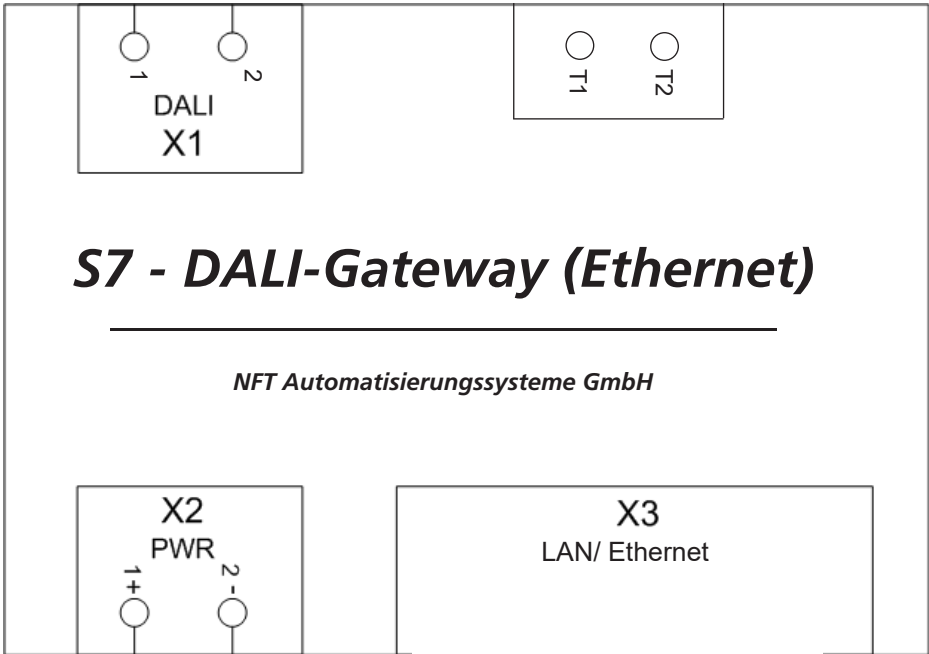 1 2
DALI
X1
T1 T2
S7 - DALI-Gateway (Ethernet)
NFT Automatisierungssysteme GmbH
X2
PWR
1+ 2 -
X3
LAN/ Ethernet